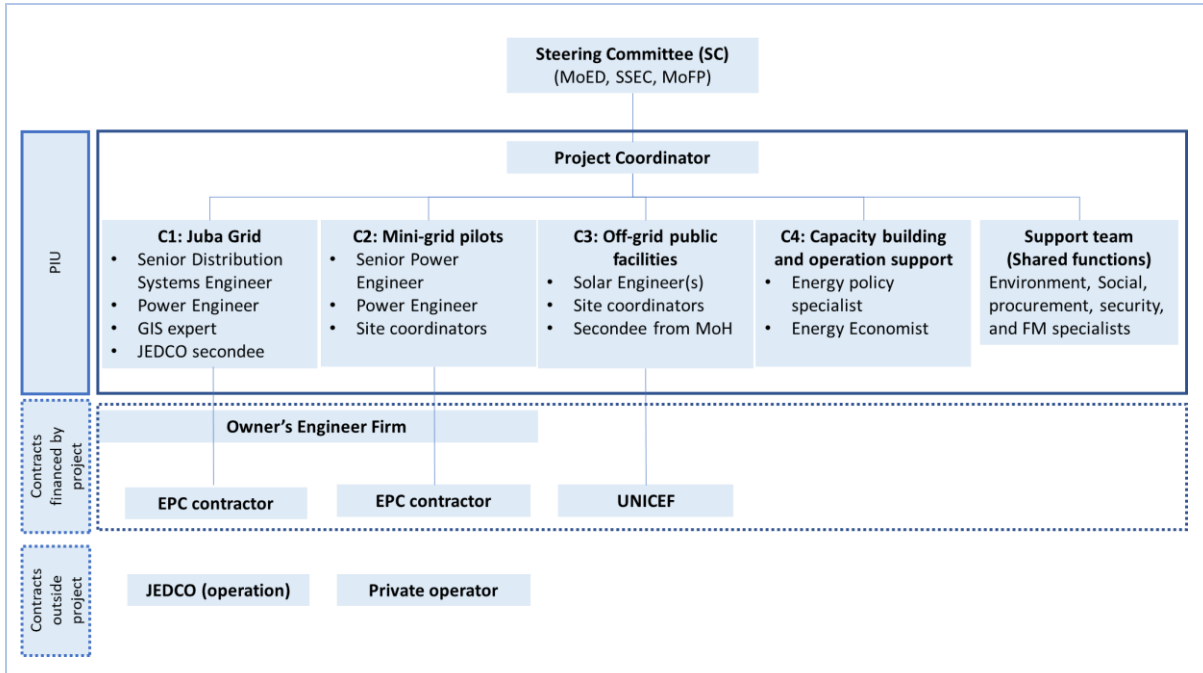 Steering Committee (SC)
(MoED, SSEC, MoFP)
PIU
Project Coordinator
C1: Juba Grid
• Senior Distribution
Systems Engineer
• Power Engineer
• GIS expert
• JEDCO secondee
C2: Mini-grid pilots
• Senior Power
Engineer
• Power Engineer
• Site coordinators
C3: Off-grid public
facilities
• Solar Engineer(s)
• Site coordinators
• Secondee from MoH
C4: Capacity building
and operation support
• Energy policy
specialist
• Energy Economist
Support team
(Shared functions)
Environment, Social,
procurement, security,
and FM specialists
Contracts
financed by
project
Owner's Engineer Firm
EPC contractor
EPC contractor
UNICEF
Contracts
outside
project
JEDCO (operation)
Private operator